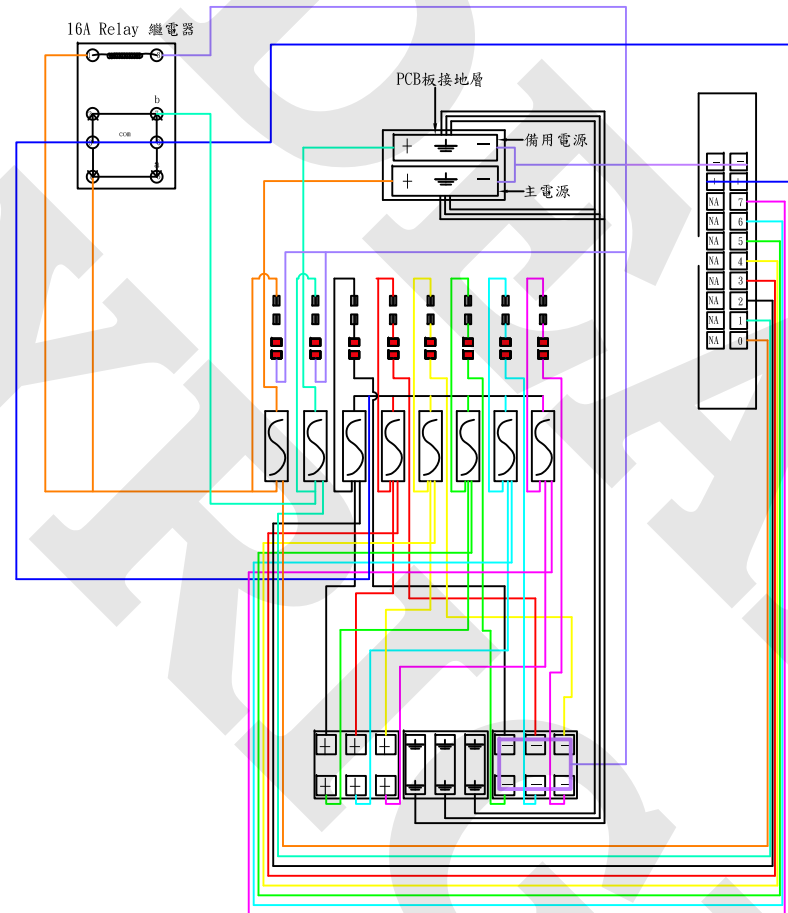 16A Relay 繼電器
b
COM
a
PCB板接地層
備用電源
主電源
+ −
+ −
− −
+ +
NA 7
NA 6
NA 5
NA 4
NA 3
NA 2
NA 1
NA 0
+ + + − − −
+ + + − − −